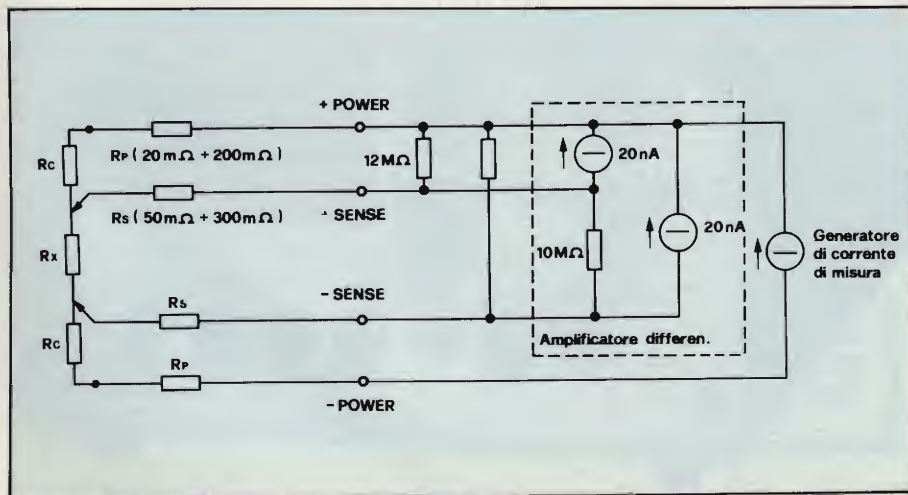 + POWER
Rc
Rp ( 20 mΩ + 200 mΩ )
12 MΩ
20 nA
- SENSE
Rs ( 50 mΩ + 300 mΩ )
Rx
10 MΩ
20 nA
Generatore
di corrente
di misura
- SENSE
Rs
Rc
Amplificatore differen.
Rp
- POWER